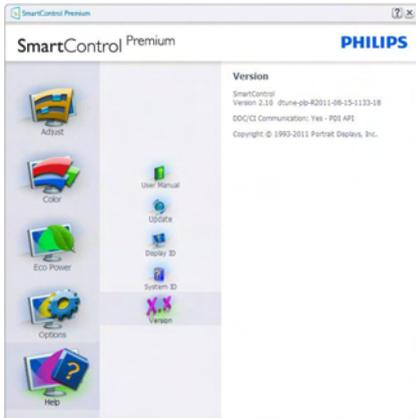 SmartControl Premium
SmartControl Premium
PHILIPS
Adjust
Color
Eco Power
Options
Help
User Manual
Update
Display ID
System ID
Version
Version
SmartControl
Version 2.10 dtune-plp-R2011-08-15-1133-18
DDC/CI Communication: Yes - PDI API
Copyright © 1993-2011 Portrait Displays, Inc.